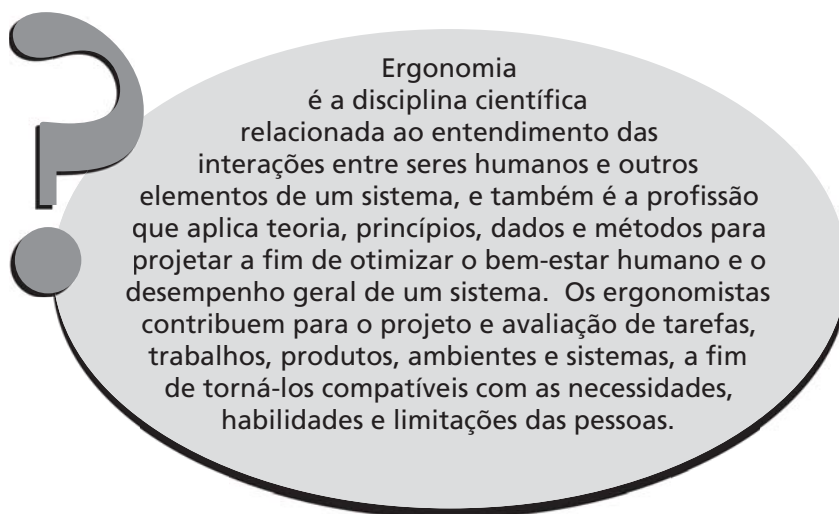 Ergonomia
é a disciplina científica
relacionada ao entendimento das
interações entre seres humanos e outros
elementos de um sistema, e também é a profissão
que aplica teoria, princípios, dados e métodos para
projetar a fim de otimizar o bem-estar humano e o
desempenho geral de um sistema.  Os ergonomistas
contribuem para o projeto e avaliação de tarefas,
trabalhos, produtos, ambientes e sistemas, a fim
de torná-los compatíveis com as necessidades,
habilidades e limitações das pessoas.